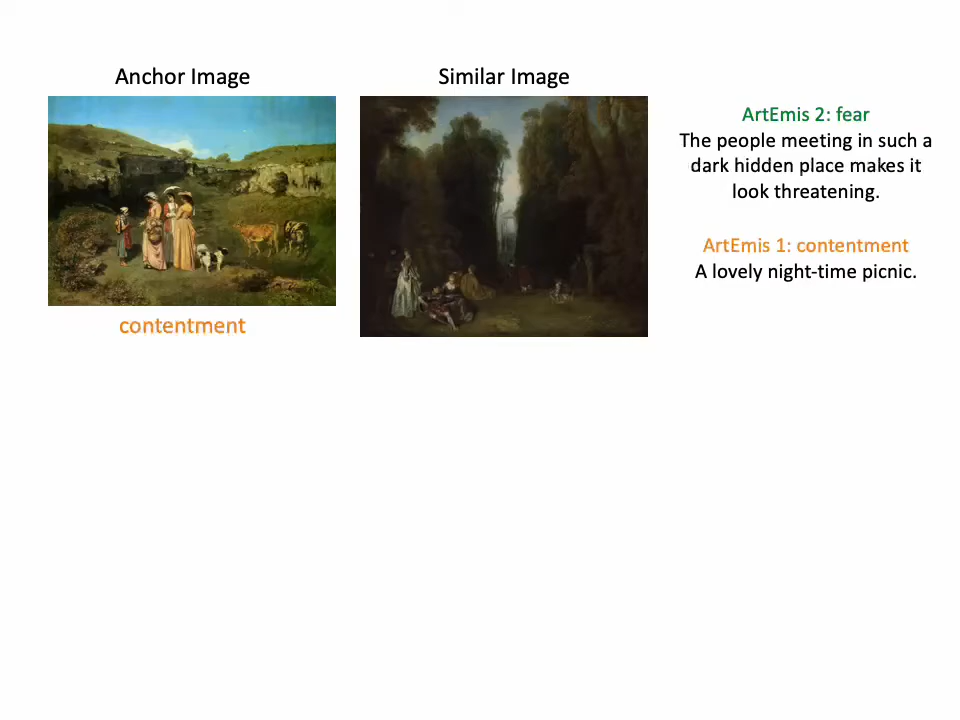 Anchor Image
Similar Image
contentment
ArtEmis 2: fear
The people meeting in such a
dark hidden place makes it
look threatening.
ArtEmis 1: contentment
A lovely night-time picnic.